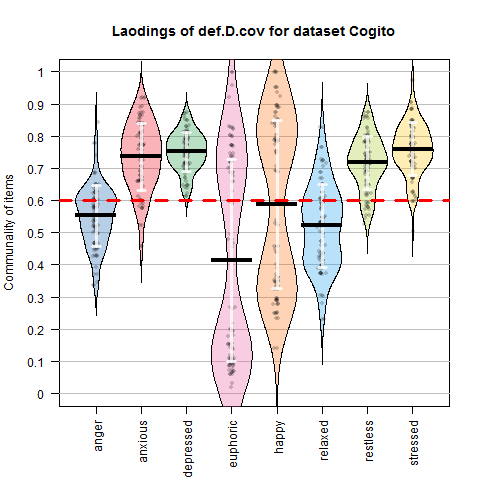 Laodings of def.D.cov for dataset Cogito
Communality of items
1
0.9
0.8
0.7
0.6
0.5
0.4
0.3
0.2
0.1
0
anger
anxious
depressed
euphoric
happy
relaxed
restless
stressed